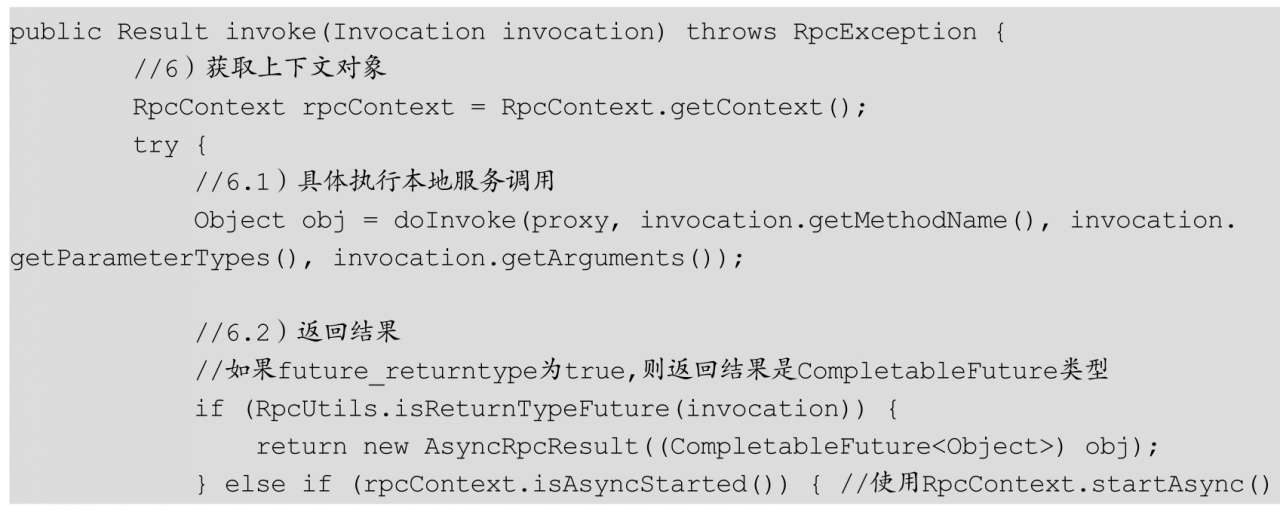 public Result invoke(Invocation invocation) throws RpcException {
//6）获取上下文对象
RpcContext rpcContext = RpcContext.getContext();
try {
//6.1）具体执行本地服务调用
Object obj = doInvoke(proxy, invocation.getMethodName(), invocation.
getParameterTypes(), invocation.getArguments());
//6.2）返回结果
//如果future_returntype为true,则返回结果是CompletableFuture类型
if (RpcUtils.isReturnTypeFuture(invocation)) {
return new AsyncRpcResult((CompletableFuture<Object>) obj);
} else if (rpcContext.isAsyncStarted()) { //使用RpcContext.startAsync()